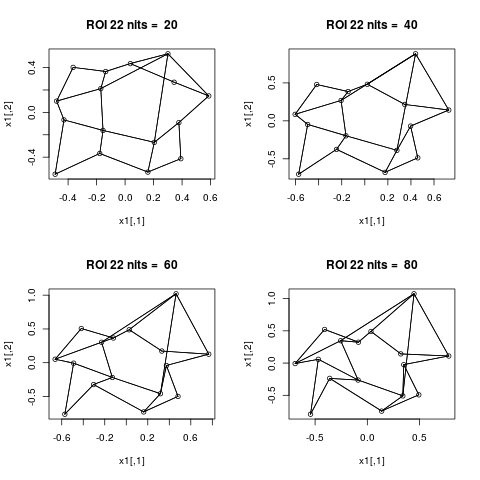 ROI 22 nits = 20
x1[,2]
-0.4 0.0 0.4
-0.4 -0.2 0.0 0.2 0.4 0.6
x1[,1]
ROI 22 nits = 40
x1[,2]
-0.5 0.0 0.5
-0.6 -0.2 0.2 0.4 0.6
x1[,1]
ROI 22 nits = 60
x1[,2]
-0.5 0.0 0.5 1.0
-0.6 -0.2 0.2 0.6
x1[,1]
ROI 22 nits = 80
x1[,2]
-0.5 0.0 0.5 1.0
-0.5 0.0 0.5
x1[,1]